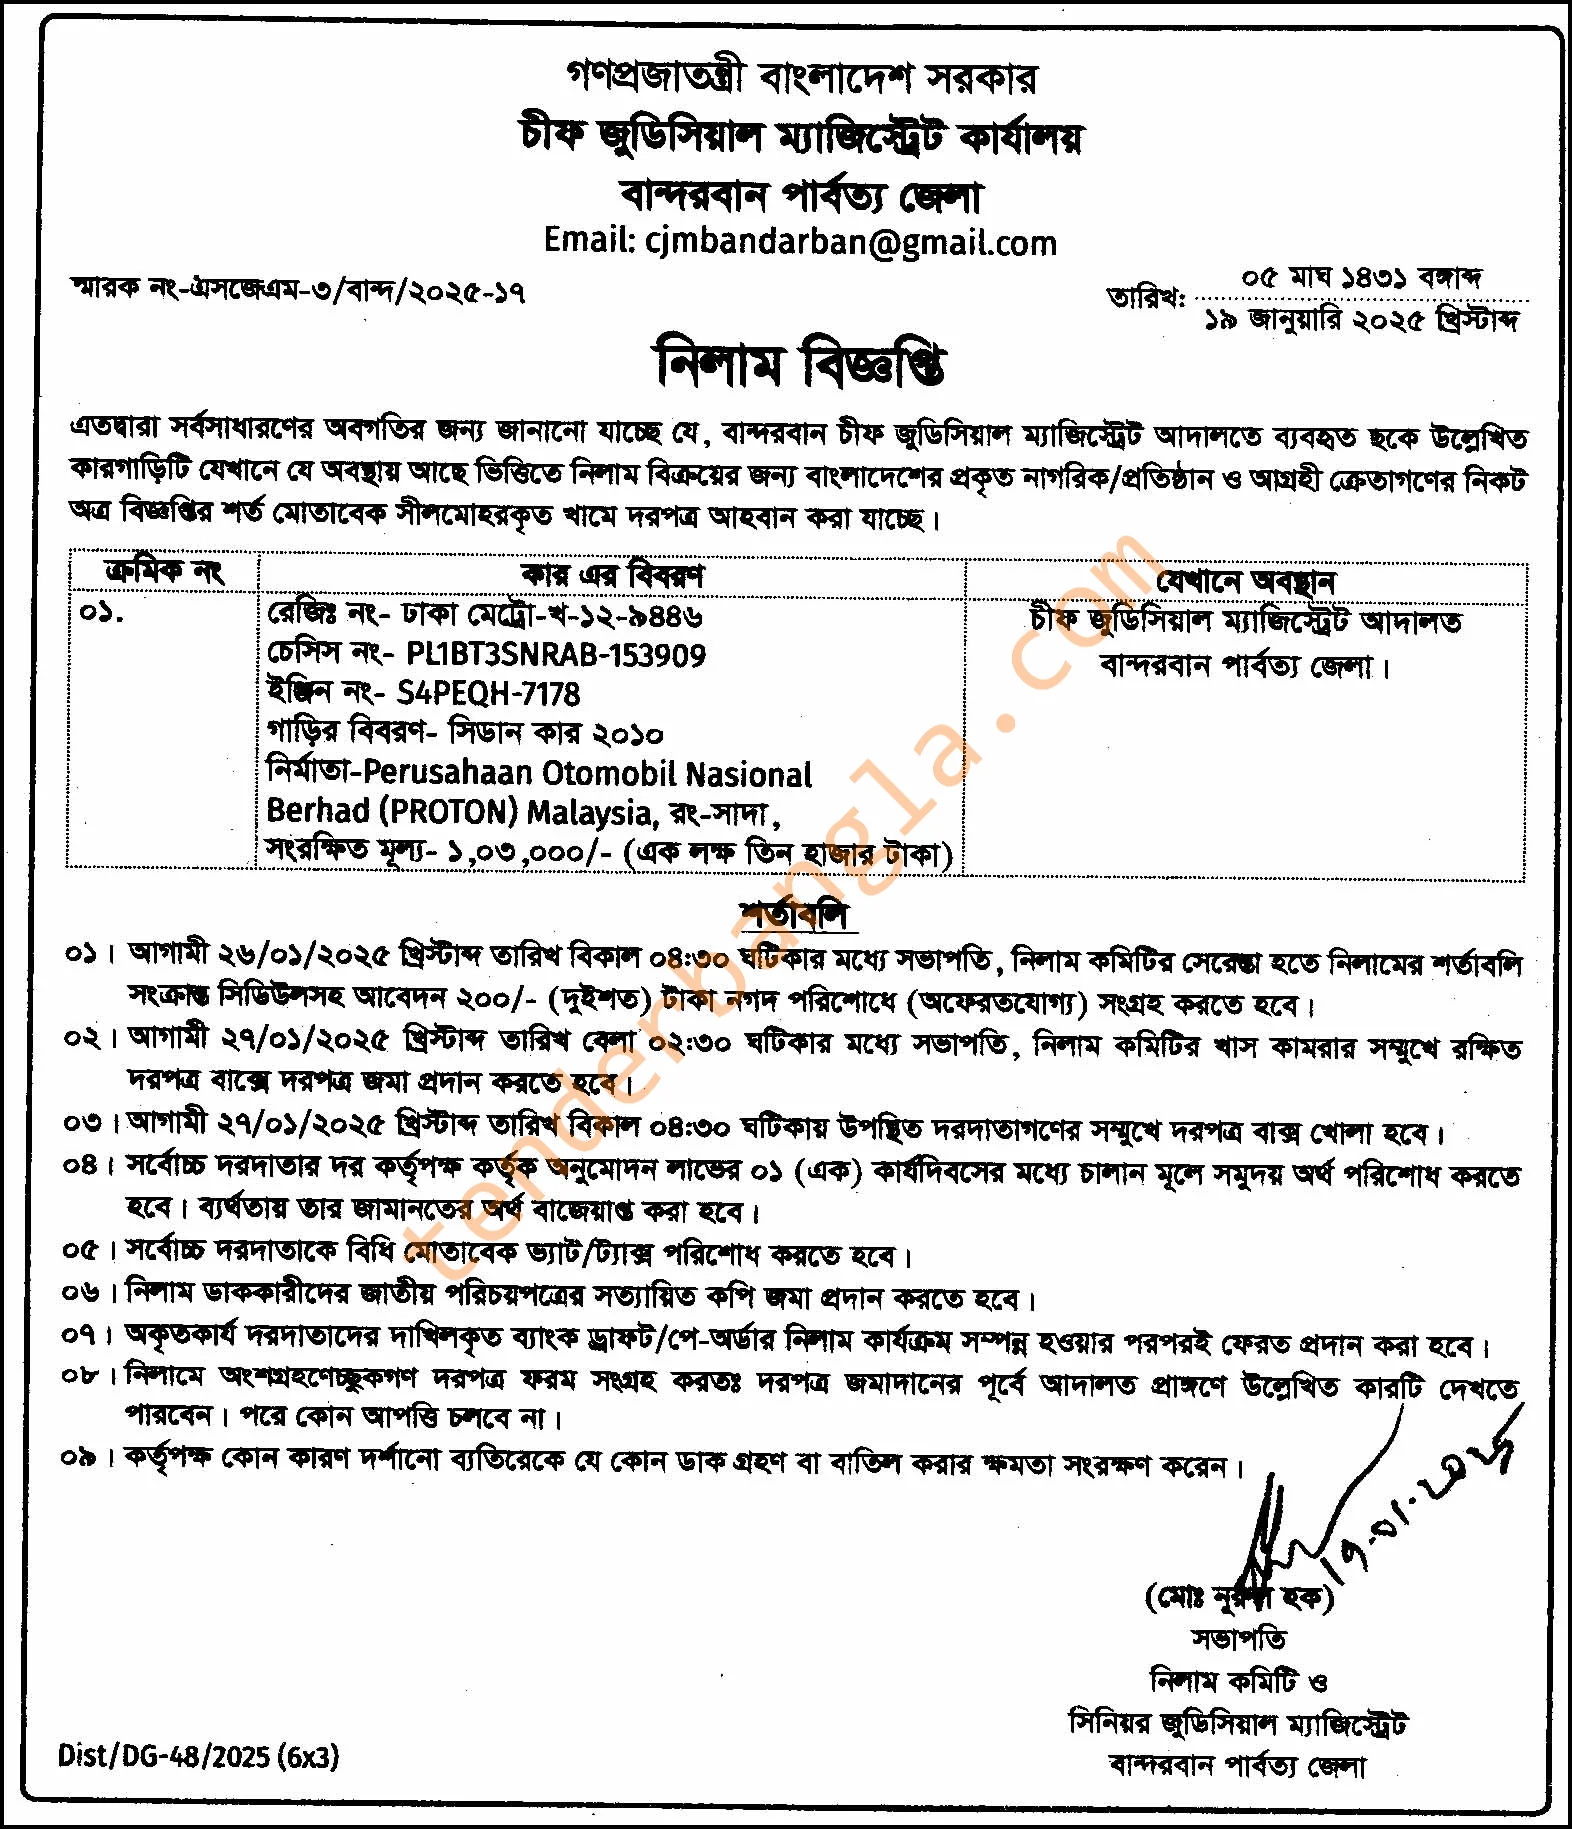 গণপ্রজাতন্ত্রী বাংলাদেশ সরকার
চীফ জুডিসিয়াল ম্যাজিস্ট্রেট কার্যালয়
বান্দরবান পার্বত্য জেলা
Email: cjmbandarban@gmail.com
স্মারক নং-এসজেএম-৩/বান্দ/২০২৫-১৭
তারিখ: ০৫ মাঘ ১৪৩১ বঙ্গাব্দ
১৯ জানুয়ারি ২০২৫ খ্রিস্টাব্দ
নিলাম বিজ্ঞপ্তি
এতদ্বারা সর্বসাধারণের অবগতির জন্য জানানো যাচ্ছে যে, বান্দরবান চীফ জুডিসিয়াল ম্যাজিস্ট্রেট আদালতে ব্যবহৃত ছকে উল্লেখিত
কারগাড়িটি যেখানে যে অবস্থায় আছে ভিত্তিতে নিলাম বিক্রয়ের জন্য বাংলাদেশের প্রকৃত নাগরিক/প্রতিষ্ঠান ও আগ্রহী ক্রেতাগণের নিকট
অত্র বিজ্ঞপ্তির শর্ত মোতাবেক সীলমোহরকৃত খামে দরপত্র আহবান করা যাচ্ছে।
ক্রমিক নং কার এর বিবরণ যেখানে অবস্থান
০১. রেজিঃ নং- ঢাকা মেট্রো-খ-১২-৯৪৪৬ চীফ জুডিসিয়াল ম্যাজিস্ট্রেট আদালত
চেসিস নং- PL1BT3SNRAB-153909 বান্দরবান পার্বত্য জেলা।
ইঞ্জিন নং- S4PEQH-7178
গাড়ির বিবরণ- সিডান কার ২০১০
নির্মাতা-Perusahaan Otomobil Nasional
Berhad (PROTON) Malaysia, রং-সাদা,
সংরক্ষিত মূল্য- ১,০৩,০০০/- (এক লক্ষ তিন হাজার টাকা)
শর্তাবলি
০১। আগামী ২৬/০১/২০২৫ খ্রিস্টাব্দ তারিখ বিকাল ০৪:৩০ ঘটিকার মধ্যে সভাপতি, নিলাম কমিটির সেরেস্তা হতে নিলামের শর্তাবলি
সংক্রান্ত সিডিউলসহ আবেদন ২০০/- (দুইশত) টাকা নগদ পরিশোধে (অফেরতযোগ্য) সংগ্রহ করতে হবে।
০২। আগামী ২৭/০১/২০২৫ খ্রিস্টাব্দ তারিখ বেলা ০২:৩০ ঘটিকার মধ্যে সভাপতি, নিলাম কমিটির খাস কামরার সম্মুখে রক্ষিত
দরপত্র বাক্সে দরপত্র জমা প্রদান করতে হবে।
০৩। আগামী ২৭/০১/২০২৫ খ্রিস্টাব্দ তারিখ বিকাল ০৪:৩০ ঘটিকায় উপস্থিত দরদাতাগণের সম্মুখে দরপত্র বাক্স খোলা হবে।
০৪। সর্বোচ্চ দরদাতার দর কর্তৃপক্ষ কর্তৃক অনুমোদন লাভের ০১ (এক) কার্যদিবসের মধ্যে চালান মূলে সমুদয় অর্থ পরিশোধ করতে
হবে। ব্যর্থতায় তার জামানতের অর্থ বাজেয়াপ্ত করা হবে।
০৫। সর্বোচ্চ দরদাতাকে বিধি মোতাবেক ভ্যাট/ট্যাক্স পরিশোধ করতে হবে।
০৬। নিলাম ডাককারীদের জাতীয় পরিচয়পত্রের সত্যায়িত কপি জমা প্রদান করতে হবে।
০৭। অকৃতকার্য দরদাতাদের দাখিলকৃত ব্যাংক ড্রাফট/পে-অর্ডার নিলাম কার্যক্রম সম্পন্ন হওয়ার পরপরই ফেরত প্রদান করা হবে।
০৮। নিলামে অংশগ্রহণেচ্ছুকগণ দরপত্র ফরম সংগ্রহ করতঃ দরপত্র জমাদানের পূর্বে আদালত প্রাঙ্গণে উল্লেখিত কারটি দেখতে
পারবেন। পরে কোন আপত্তি চলবে না।
০৯। কর্তৃপক্ষ কোন কারণ দর্শানো ব্যতিরেকে যে কোন ডাক গ্রহণ বা বাতিল করার ক্ষমতা সংরক্ষণ করেন।
১৭-০১-২০২৫
(মোঃ নূরুল হক)
সভাপতি
নিলাম কমিটি ও
সিনিয়র জুডিসিয়াল ম্যাজিস্ট্রেট
বান্দরবান পার্বত্য জেলা
Dist/DG-48/2025 (6x3)
tenderbangla.com